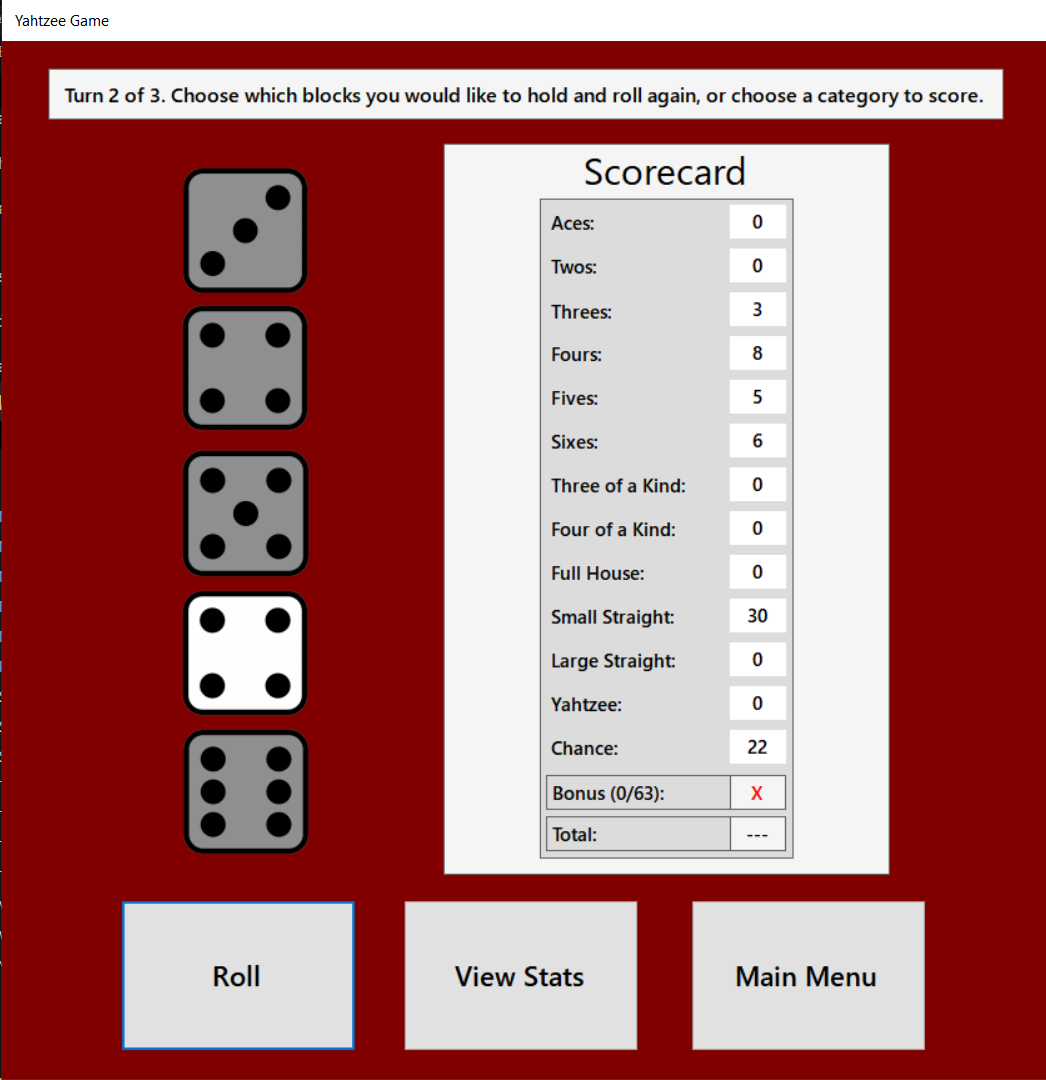 Yahtzee Game
Turn 2 of 3. Choose which blocks you would like to hold and roll again, or choose a category to score.
Scorecard
Aces: 0
Twos: 0
Threes: 3
Fours: 8
Fives: 5
Sixes: 6
Three of a Kind: 0
Four of a Kind: 0
Full House: 0
Small Straight: 30
Large Straight: 0
Yahtzee: 0
Chance: 22
Bonus (0/63): X
Total: ---
Roll
View Stats
Main Menu